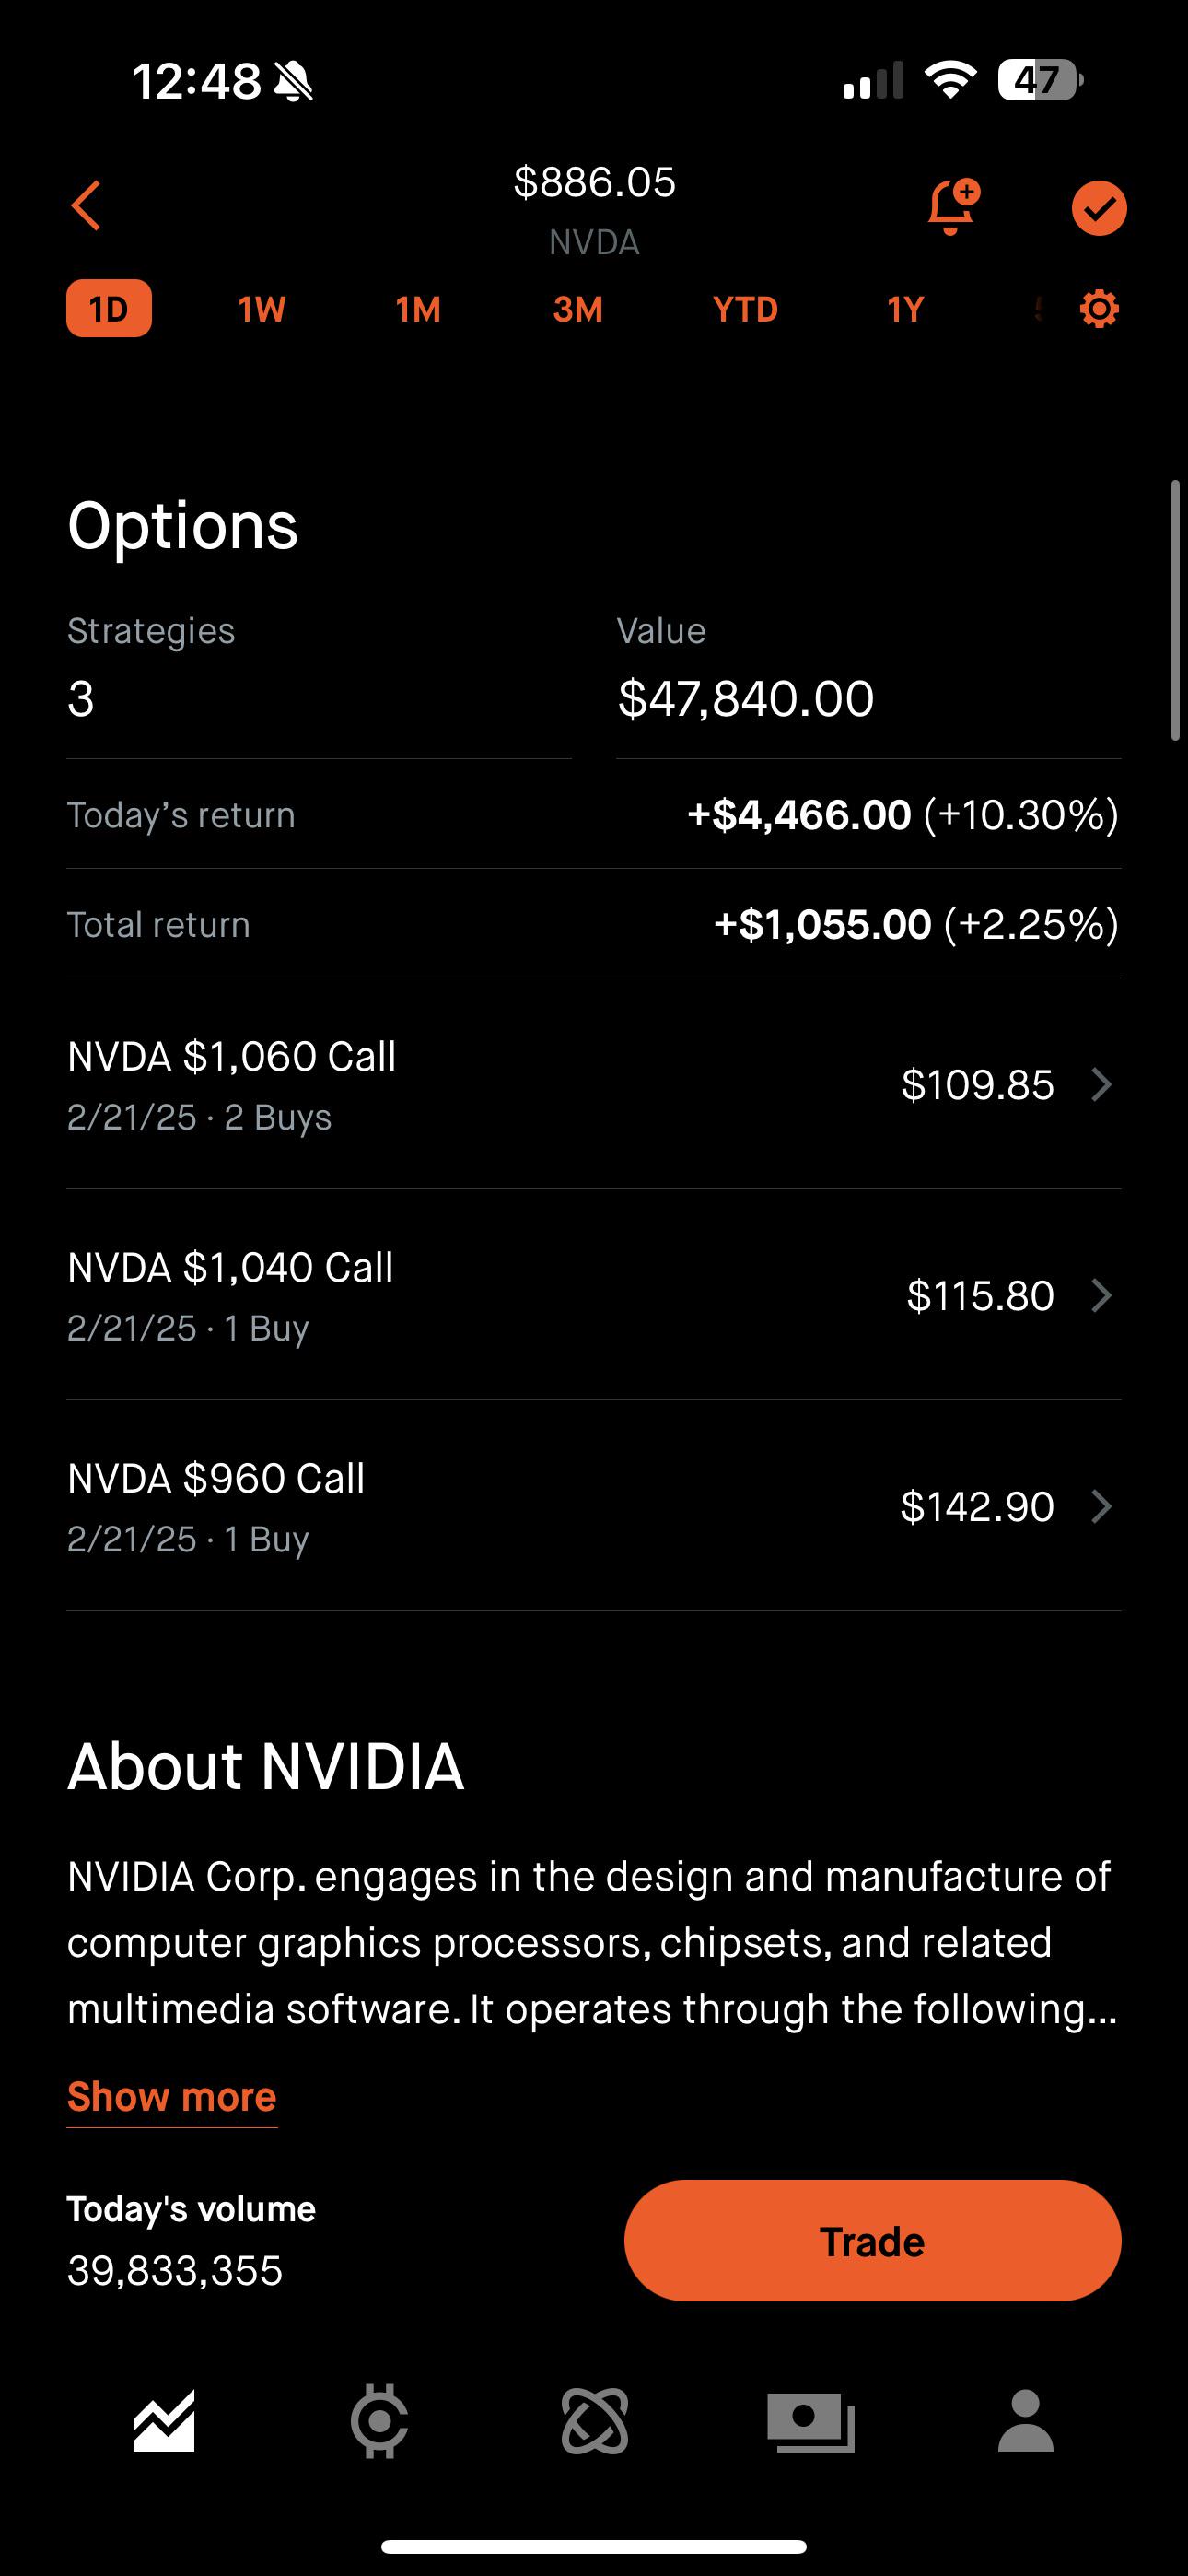 12:48
47
$886.05
NVDA
1D 1W 1M 3M YTD 1Y
Options
Strategies Value
3 $47,840.00
Today’s return +$4,466.00 (+10.30%)
Total return +$1,055.00 (+2.25%)
NVDA $1,060 Call
2/21/25 · 2 Buys
$109.85
NVDA $1,040 Call
2/21/25 · 1 Buy
$115.80
NVDA $960 Call
2/21/25 · 1 Buy
$142.90
About NVIDIA
NVIDIA Corp. engages in the design and manufacture of
computer graphics processors, chipsets, and related
multimedia software. It operates through the following...
Show more
Today's volume
39,833,355
Trade